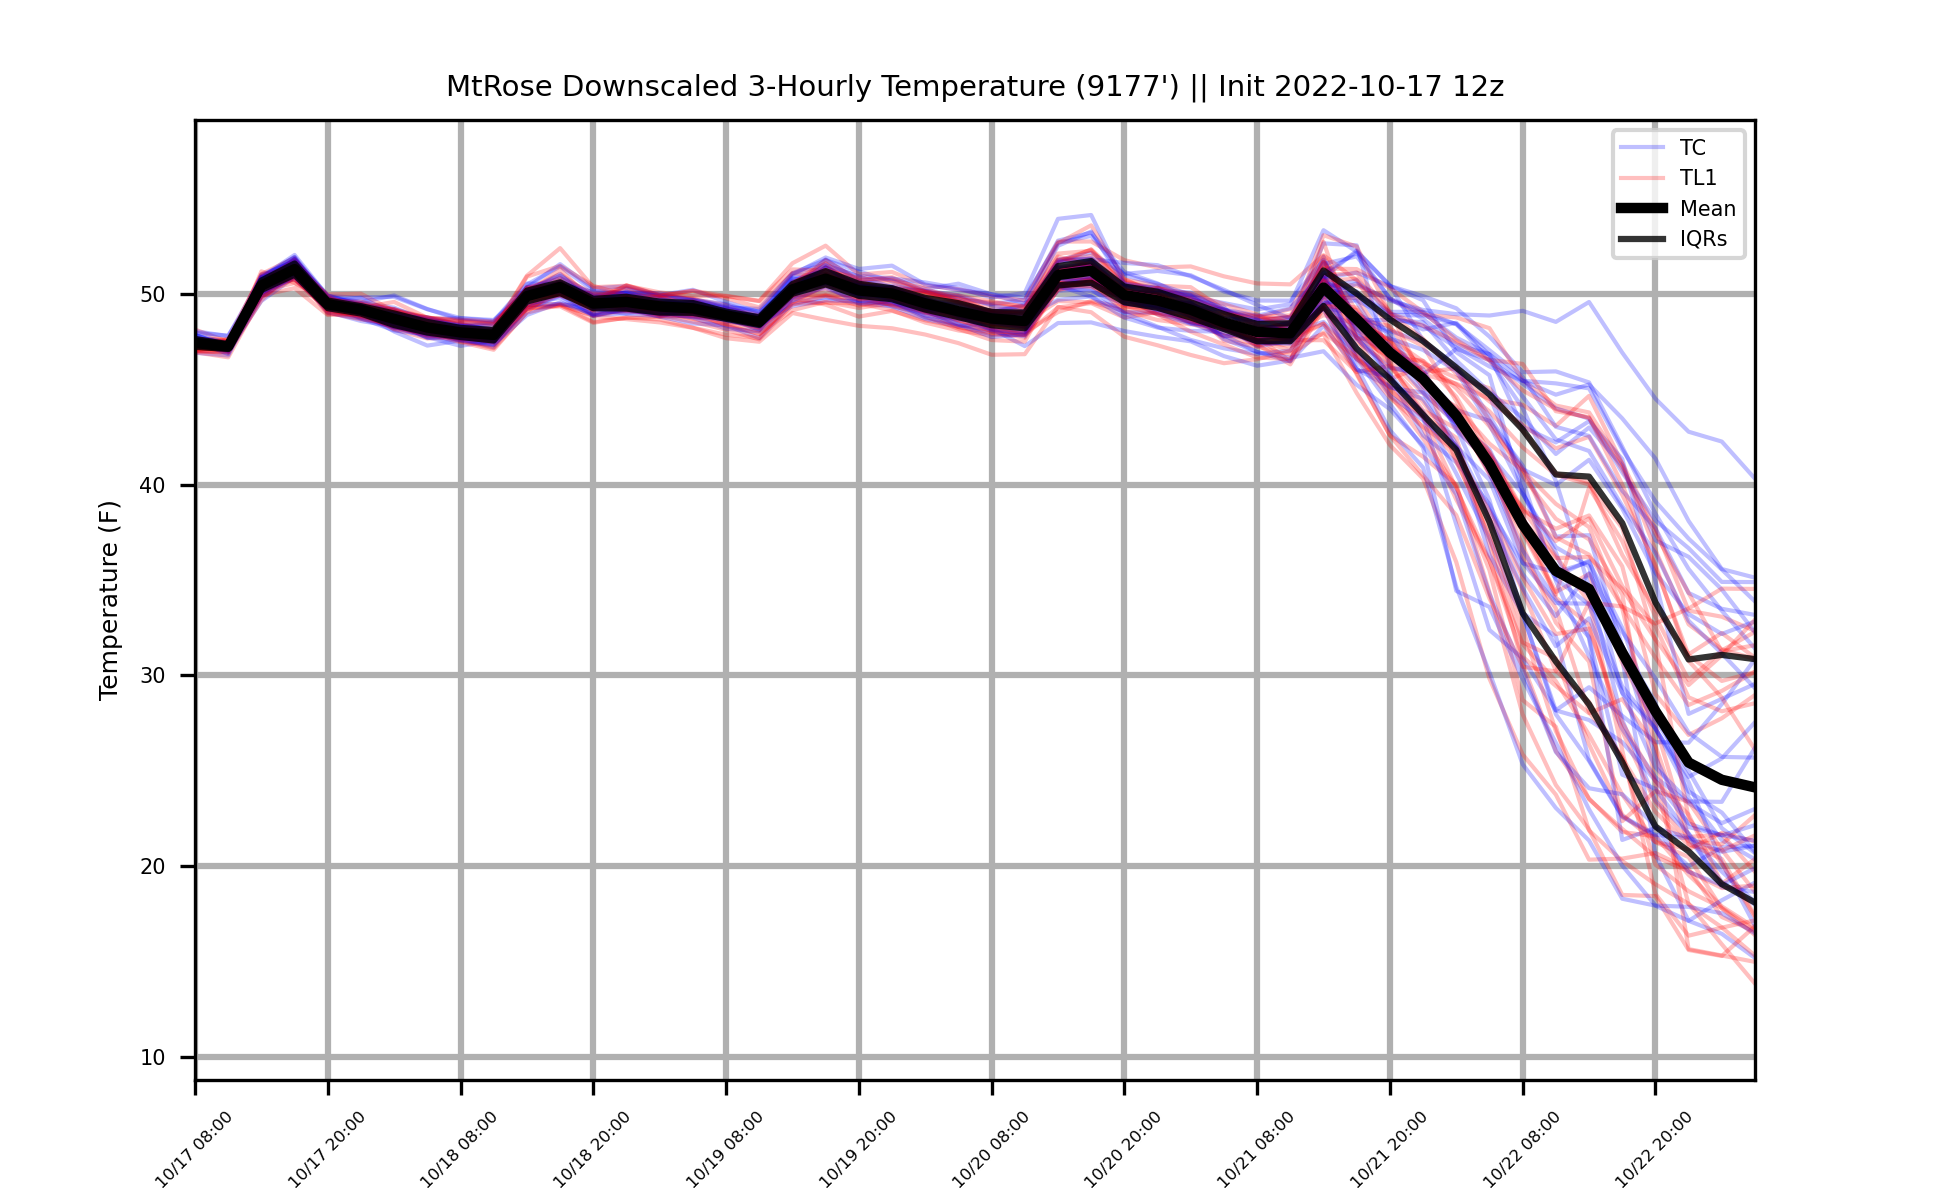 MtRose Downscaled 3-Hourly Temperature (9177') || Init 2022-10-17 12z
TC
TL1
Mean
IQRs
Temperature (F)
50
40
30
20
10
10/17 08:00
10/17 20:00
10/18 08:00
10/18 20:00
10/19 08:00
10/19 20:00
10/20 08:00
10/20 20:00
10/21 08:00
10/21 20:00
10/22 08:00
10/22 20:00